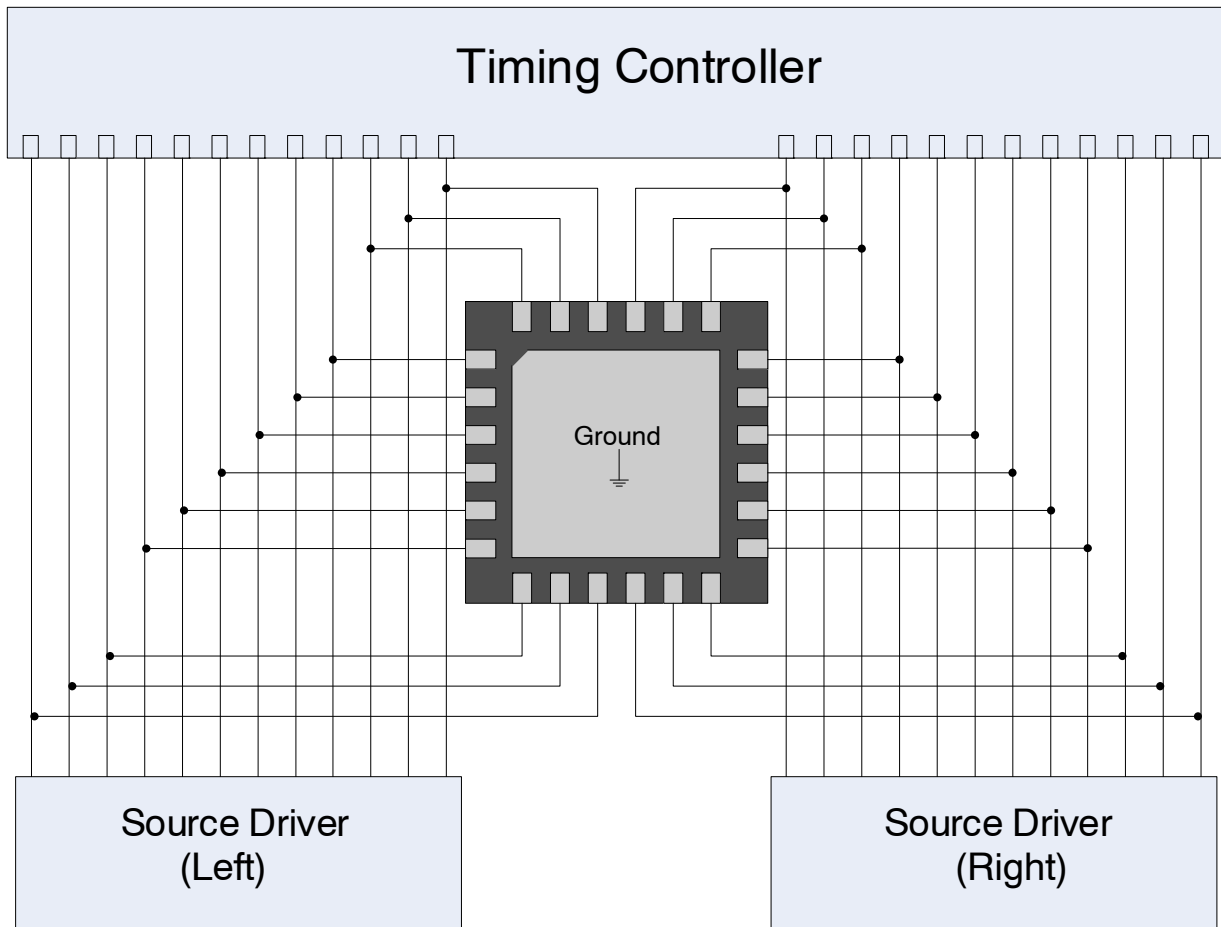 Timing Controller
Ground
Source Driver
(Left)
Source Driver
(Right)